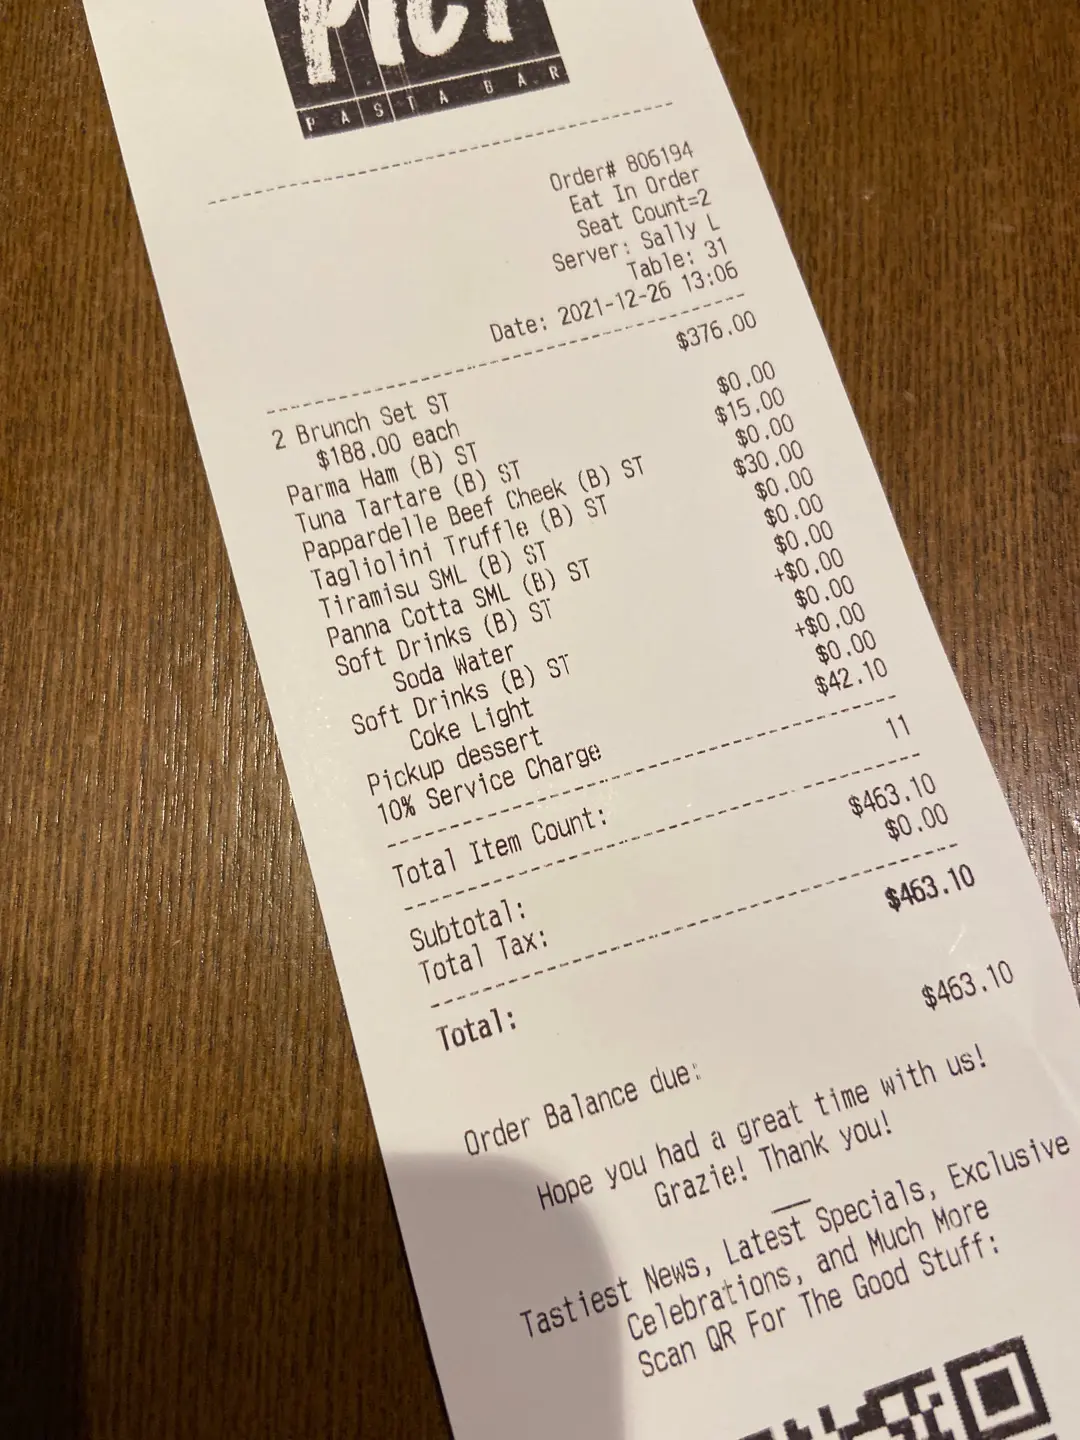 PICI
PASTA BAR
Order# 806194
Eat In Order
Seat Count=2
Server: Sally L
Table: 31
Date: 2021-12-26 13:06
2 Brunch Set ST $376.00
$188.00 each
Parma Ham (B) ST $0.00
Tuna Tartare (B) ST $15.00
Pappardelle Beef Cheek (B) ST $0.00
Tagliolini Truffle (B) ST $30.00
Tiramisu SML (B) ST $0.00
Panna Cotta SML (B) ST $0.00
Soft Drinks (B) ST $0.00
Soda Water +$0.00
Soft Drinks (B) ST $0.00
Coke Light +$0.00
Pickup dessert $0.00
10% Service Charge $42.10
Total Item Count: 11
Subtotal: $463.10
Total Tax: $0.00
Total: $463.10
Order Balance due: $463.10
Hope you had a great time with us!
Grazie! Thank you!
Tastiest News, Latest Specials, Exclusive
Celebrations, and Much More
Scan QR For The Good Stuff: